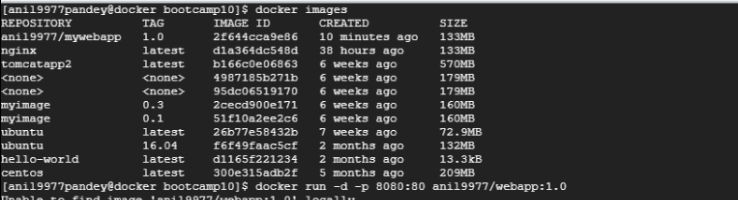 [anil9977pandey@docker bootcamp10]$ docker images
REPOSITORY TAG IMAGE ID CREATED SIZE
anil9977/mywebapp 1.0 2f644cca9e86 10 minutes ago 133MB
nginx latest d1a364dc548d 38 hours ago 133MB
tomcatapp2 latest b166c0e06863 6 weeks ago 570MB
<none> <none> 4987185b271b 6 weeks ago 179MB
<none> <none> 95dc06519170 6 weeks ago 179MB
myimage 0.3 2cecd900e171 6 weeks ago 160MB
myimage 0.1 51f10a2ee2c6 6 weeks ago 160MB
ubuntu latest 26b77e58432b 7 weeks ago 72.9MB
ubuntu 16.04 f6f49faac5cf 2 months ago 132MB
hello-world latest d1165f221234 2 months ago 13.3kB
centos latest 300e315adb2f 5 months ago 209MB
[anil9977pandey@docker bootcamp10]$ docker run -d -p 8080:80 anil9977/webapp:1.0
Unable to find image 'anil9977/webapp:1.0' locally